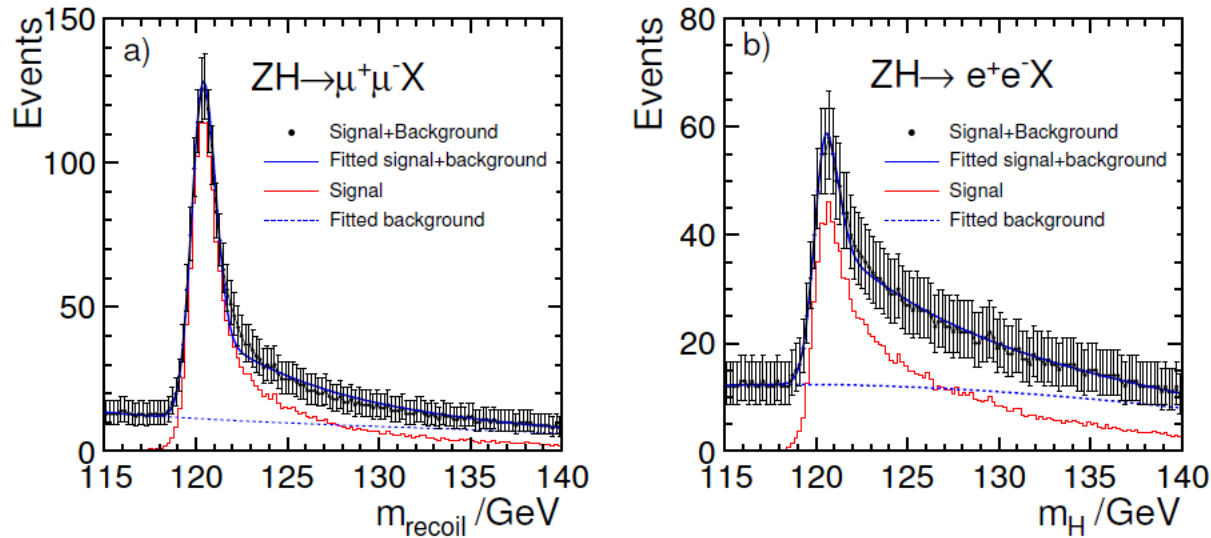 a)
ZH→μ⁺μ⁻X
Signal+Background
Fitted signal+background
Signal
Fitted background
Events
150
100
50
0
115 120 125 130 135 140
m_recoil /GeV
b)
ZH→ e⁺e⁻X
Signal+Background
Fitted signal+background
Signal
Fitted background
Events
80
60
40
20
0
115 120 125 130 135 140
m_H /GeV